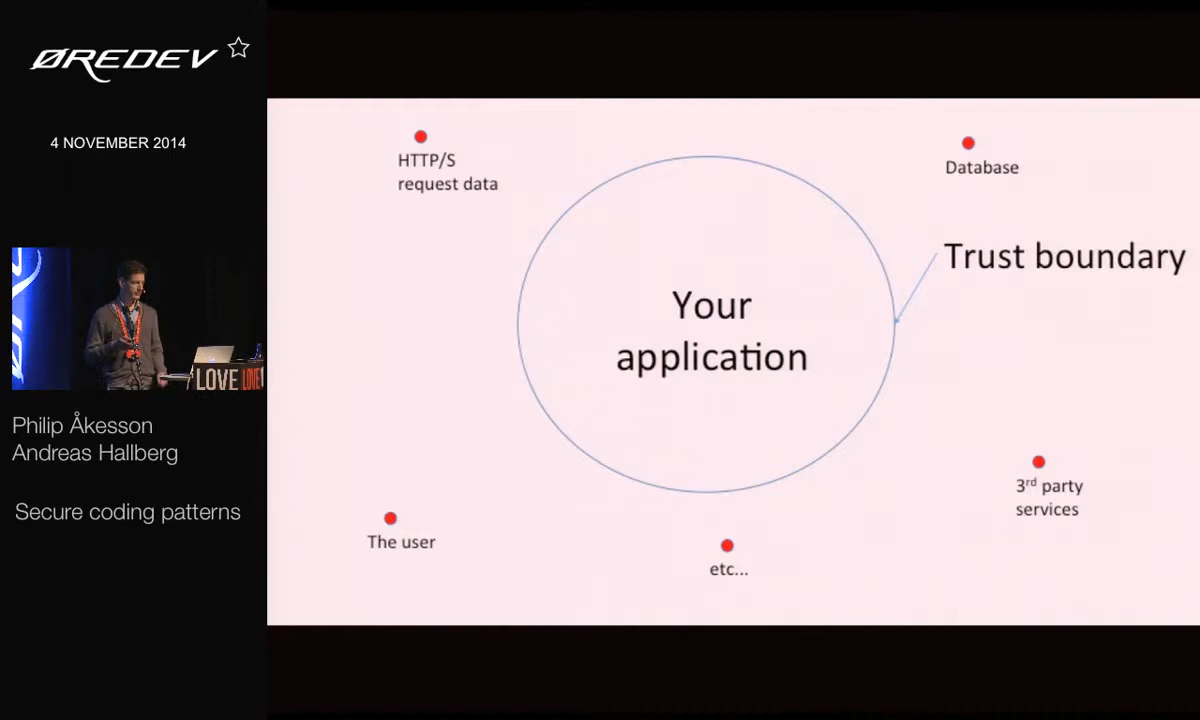 ØREDEV
4 NOVEMBER 2014
LOVE LOVE
Philip Åkesson
Andreas Hallberg
Secure coding patterns
HTTP/S
request data
Database
Trust boundary
Your
application
3rd party
services
The user
etc...